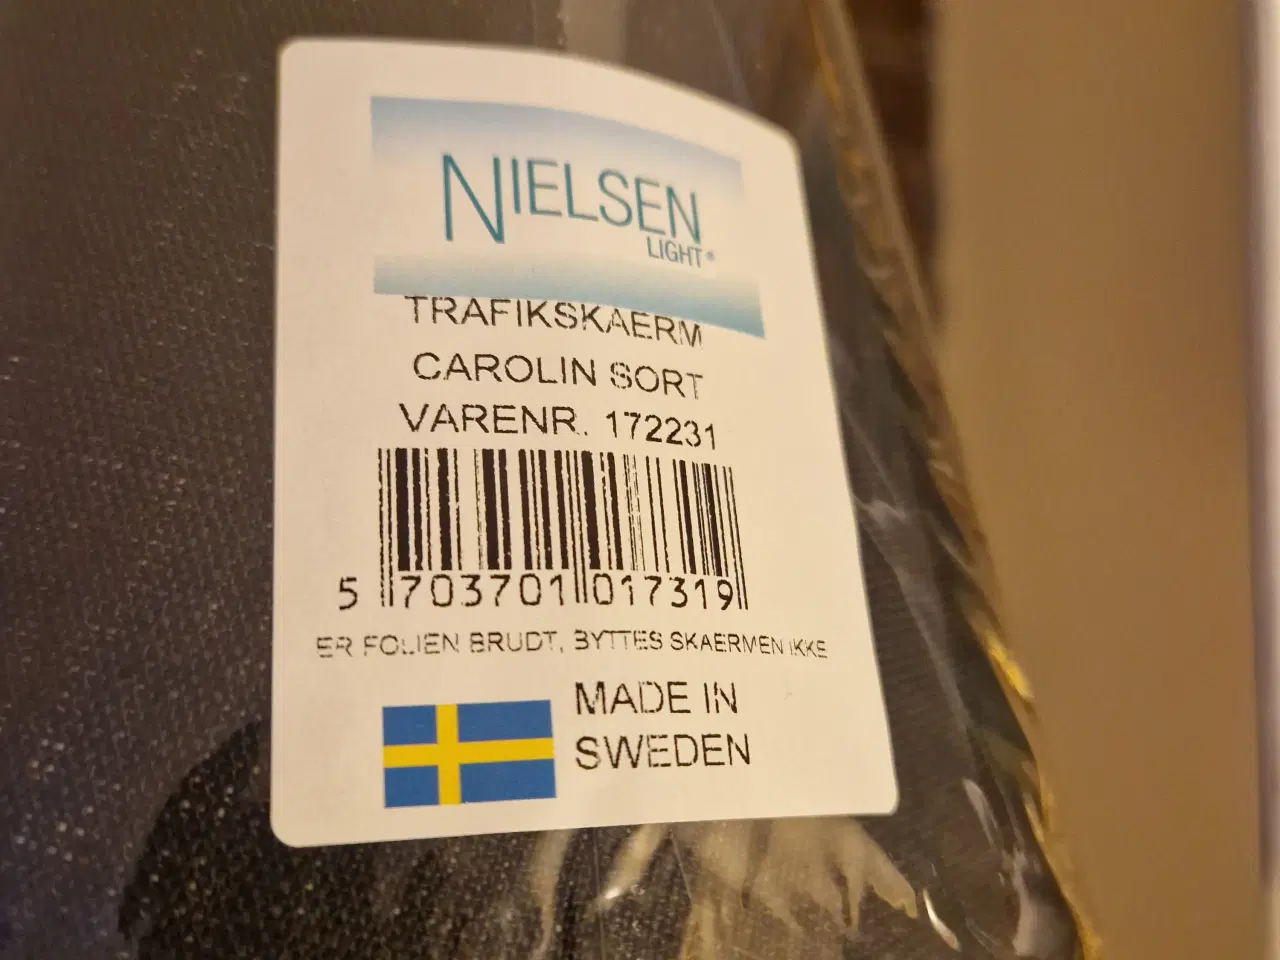 NIELSEN
LIGHT®
TRAFIKSKAERM
CAROLIN SORT
VARENR. 172231
5 703701 017319
ER FOLIEN BRUDT, BYTTES SKAERMEN IKKE
MADE IN
SWEDEN